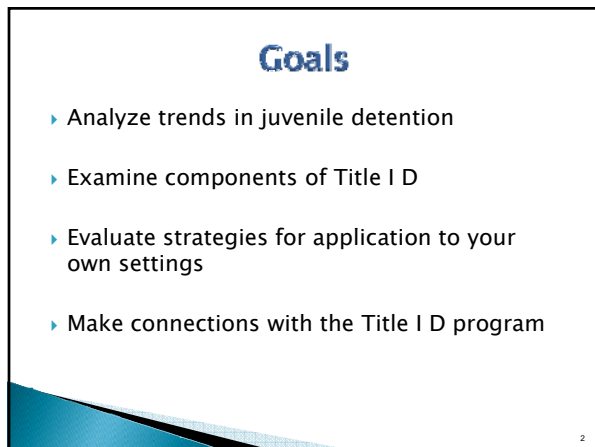 Goals
Analyze trends in juvenile detention
Examine components of Title I D
Evaluate strategies for application to your
own settings
Make connections with the Title I D program
2